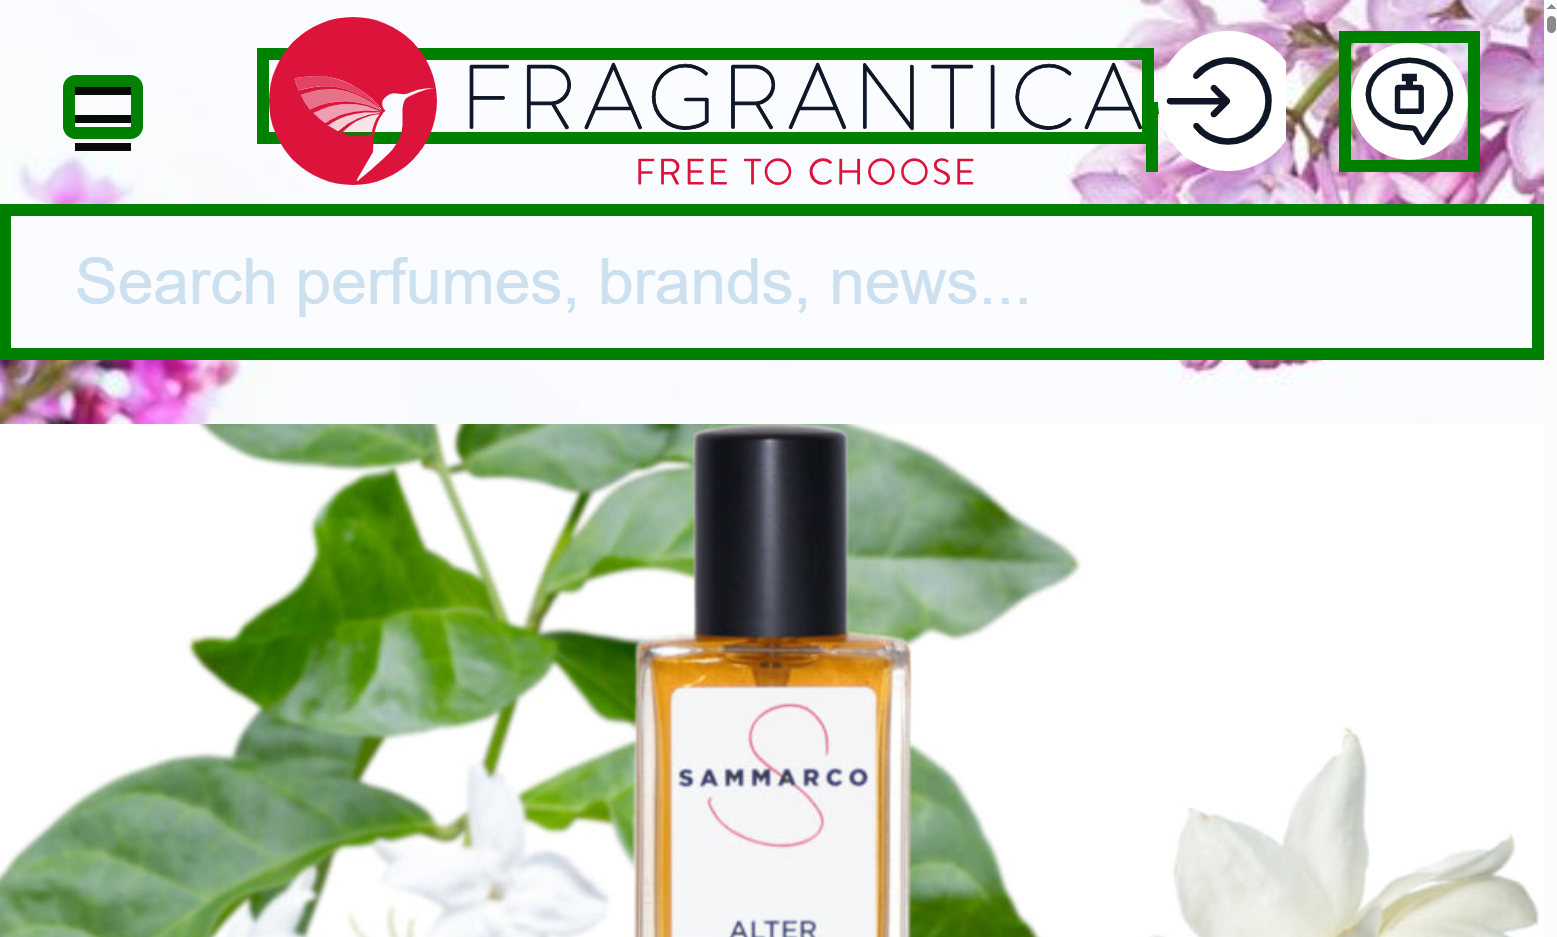 FRAGRANTICA
FREE TO CHOOSE
Search perfumes, brands, news...
SAMMARCO
ALTER